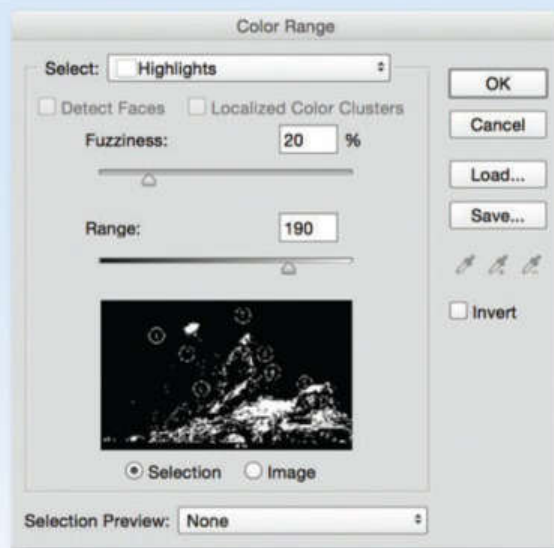 Color Range
Select: Highlights
OK
Detect Faces Localized Color Clusters
Cancel
Fuzziness: 20 %
Load...
Save...
Range: 190
Invert
Selection Image
Selection Preview: None